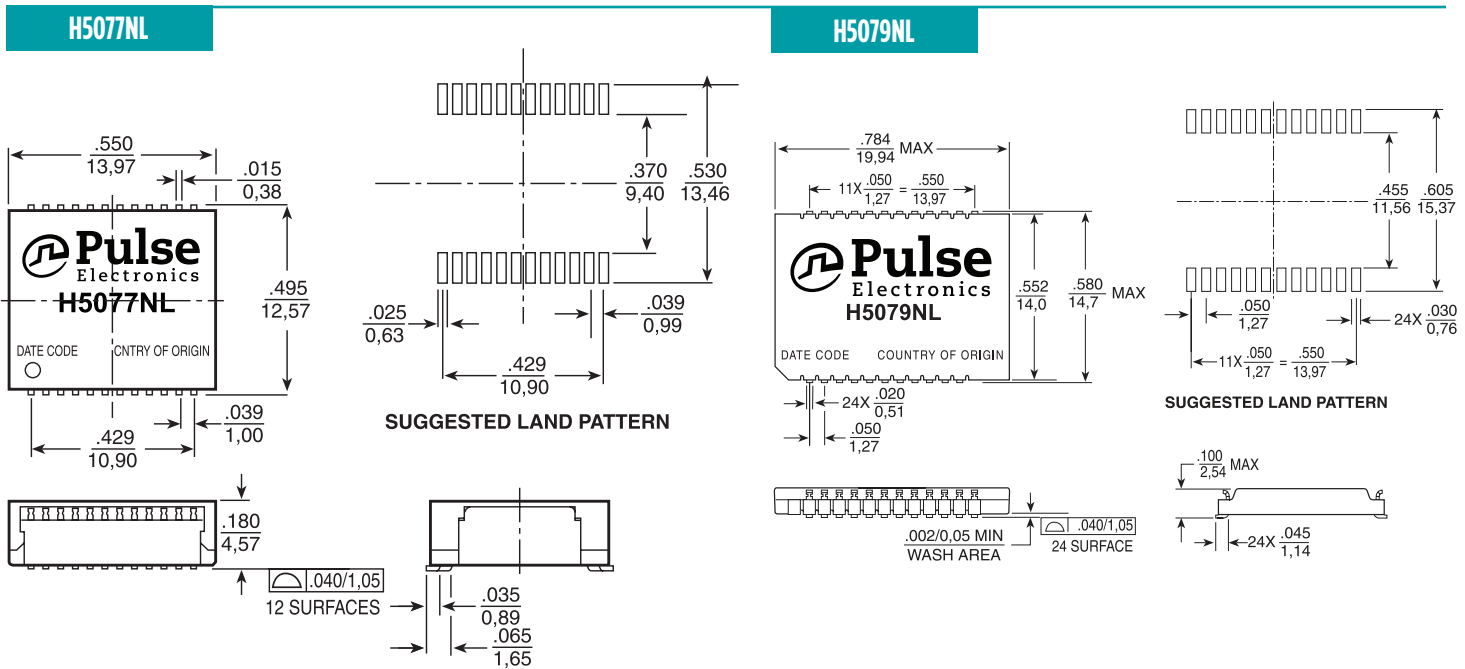 H5077NL
.550
13,97
.015
0,38
Pulse
Electronics
H5077NL
DATE CODE CNTRY OF ORIGIN
.495
12,57
.039
1,00
.429
10,90
.370
9,40
.530
13,46
.025
0,63
.039
0,99
.429
10,90
SUGGESTED LAND PATTERN
.180
4,57
.040/1,05
12 SURFACES
.035
0,89
.065
1,65
H5079NL
.784
19,94
MAX
11X .050 = .550
1,27 13,97
Pulse
Electronics
H5079NL
DATE CODE COUNTRY OF ORIGIN
.552
14,0
.580
14,7
MAX
24X .020
0,51
.050
1,27
.455
11,56
.605
15,37
.050
1,27
24X .030
0,76
11X .050 = .550
1,27 13,97
SUGGESTED LAND PATTERN
.002/0,05 MIN
WASH AREA
.040/1,05
24 SURFACE
.100
2,54
MAX
24X .045
1,14